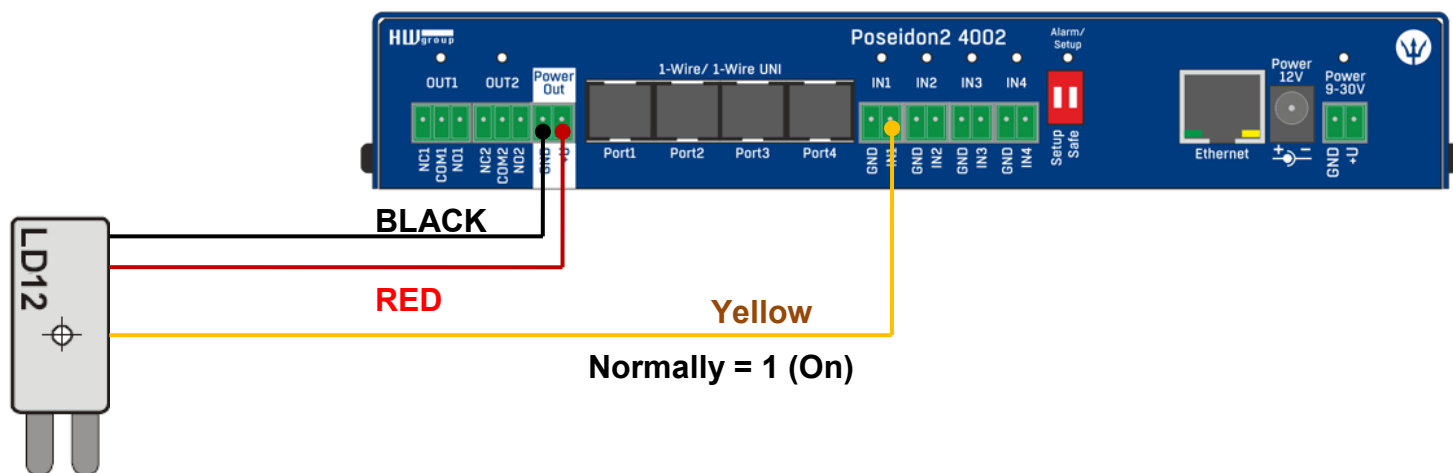 HWgroup
Poseidon2 4002
Alarm/
Setup
OUT1
OUT2
Power
Out
1-Wire/ 1-Wire UNI
IN1
IN2
IN3
IN4
Power
12V
Power
9-30V
NC1
COM1
NO1
NC2
COM2
NO2
GND
+U
Port1
Port2
Port3
Port4
GND
IN1
GND
IN2
GND
IN3
GND
IN4
Setup
Safe
Ethernet
+ -
GND
+U
LD12
BLACK
RED
Yellow
Normally = 1 (On)